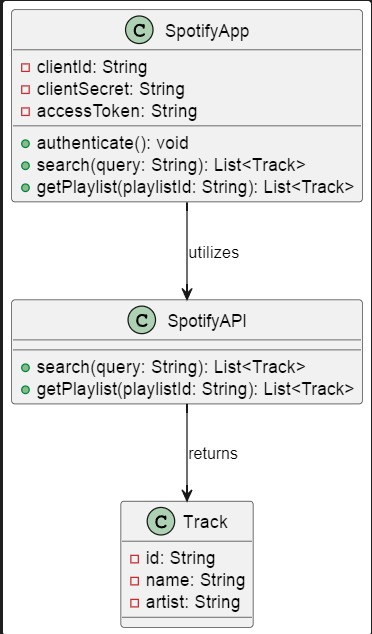 C SpotifyApp
clientId: String
clientSecret: String
accessToken: String
authenticate(): void
search(query: String): List<Track>
getPlaylist(playlistId: String): List<Track>
utilizes
C SpotifyAPI
search(query: String): List<Track>
getPlaylist(playlistId: String): List<Track>
returns
C Track
id: String
name: String
artist: String